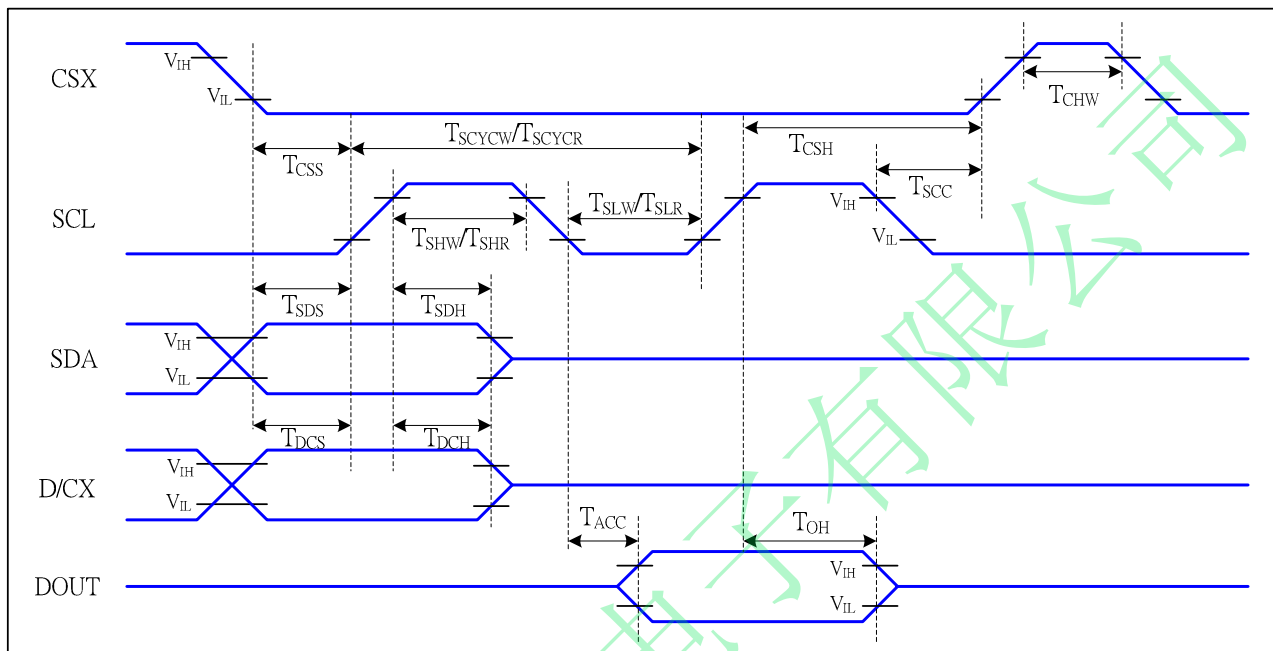 CSX
VIH
VIL
TCHW
TCSS
TSCYCW/TSCYCR
TCSH
TSCC
SCL
TSHW/TSHR
TSLW/TSLR
VIH
VIL
TSDS
TSDH
SDA
VIH
VIL
TDCS
TDCH
D/CX
VIH
VIL
TACC
TOH
DOUT
VIH
VIL
子有限公司